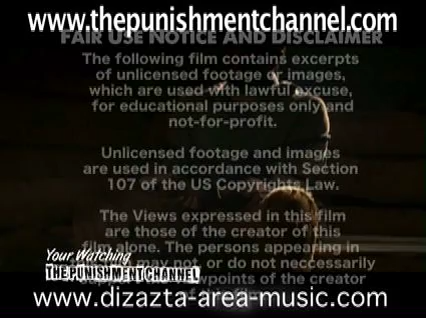 www.thepunishmentchannel.com
FAIR USE NOTICE AND DISCLAIMER
The following film contains excerpts
of unlicensed footage or images,
which are used with lawful excuse,
for educational purposes only and
not-for-profit.
Unlicensed footage and images
are used in accordance with Section
107 of the US Copyrights Law.
The Views expressed in this film
are those of the creator of this
film alone. The persons appearing in
may not, or do not neccessarily
Your Watching
THE PUNISHMENT CHANNEL
viewpoints of the creator
www.dizazta-area-music.com